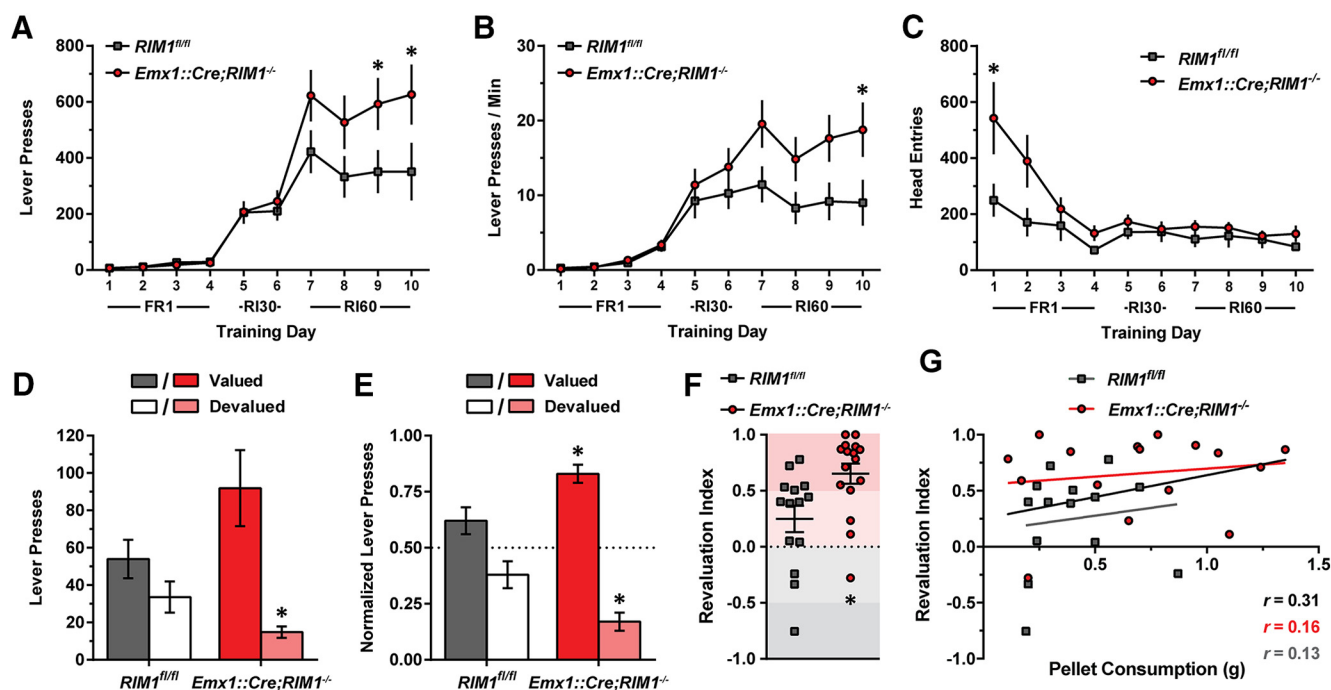 A
RIM1fl/fl
Emx1::Cre;RIM1-/-
Lever Presses
800
600
400
200
0
* *
1 2 3 4 5 6 7 8 9 10
FR1 -RI30- RI60
Training Day
B
RIM1fl/fl
Emx1::Cre;RIM1-/-
Lever Presses / Min
30
20
10
0
*
1 2 3 4 5 6 7 8 9 10
FR1 -RI30- RI60
Training Day
C
RIM1fl/fl
Emx1::Cre;RIM1-/-
Head Entries
800
600
400
200
0
*
1 2 3 4 5 6 7 8 9 10
FR1 -RI30- RI60
Training Day
D
/ Valued
/ Devalued
Lever Presses
120
100
80
60
40
20
0
*
RIM1fl/fl Emx1::Cre;RIM1-/-
E
/ Valued
/ Devalued
Normalized Lever Presses
1.00
0.75
0.50
0.25
0.00
*
*
RIM1fl/fl Emx1::Cre;RIM1-/-
F
RIM1fl/fl
Emx1::Cre;RIM1-/-
Revaluation Index
1.0
0.5
0.0
-0.5
-1.0
*
G
RIM1fl/fl
Emx1::Cre;RIM1-/-
Revaluation Index
1.0
0.5
0.0
-0.5
-1.0
0.5 1.0 1.5
r = 0.31
r = 0.16
r = 0.13
Pellet Consumption (g)